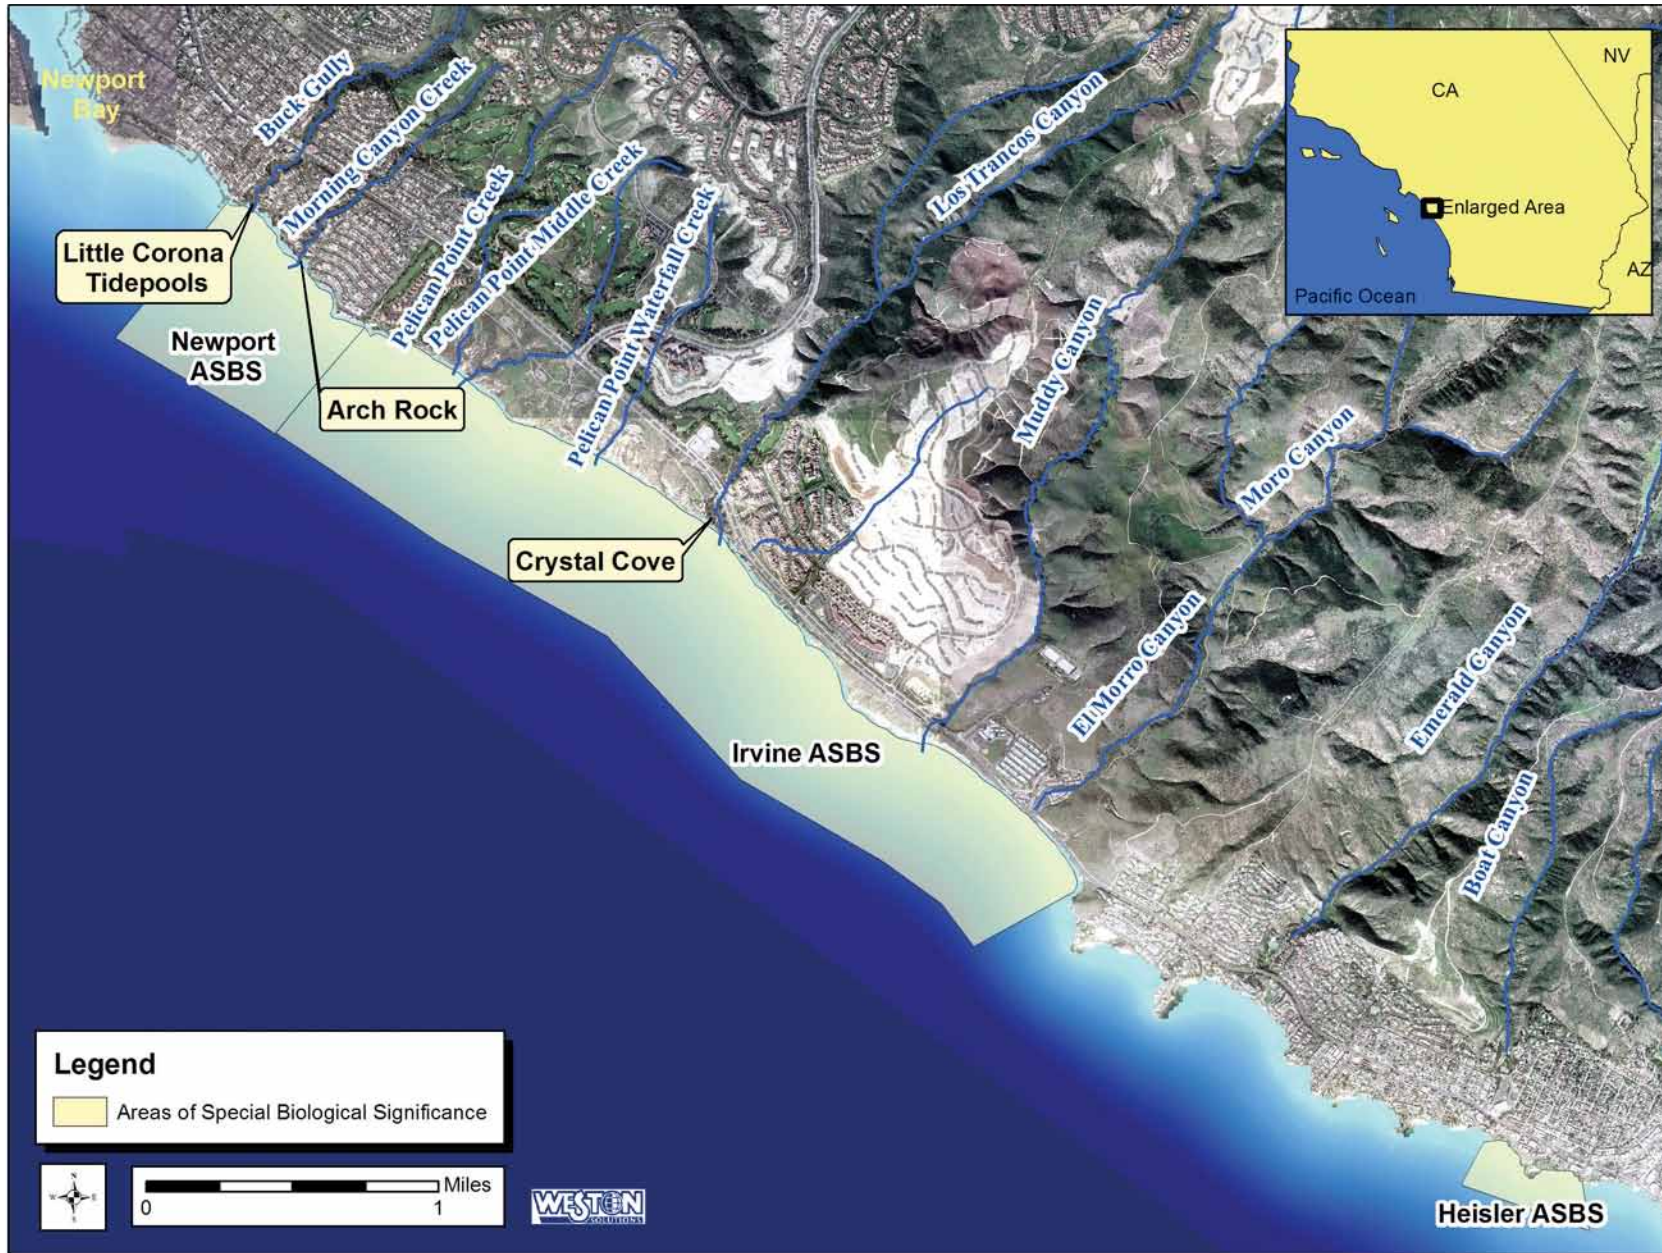 Newport
Bay
Buck Gully
Morning Canyon Creek
Pelican Point Creek
Pelican Point Middle Creek
Pelican Point Waterfall Creek
Los Trancos Canyon
Muddy Canyon
Moro Canyon
El Morro Canyon
Emerald Canyon
Boat Canyon
Little Corona
Tidepools
Newport
ASBS
Arch Rock
Crystal Cove
Irvine ASBS
Heisler ASBS
NV
CA
Enlarged Area
AZ
Pacific Ocean
Legend
Areas of Special Biological Significance
N
W E
S
Miles
0 1
WESTON
SOLUTIONS